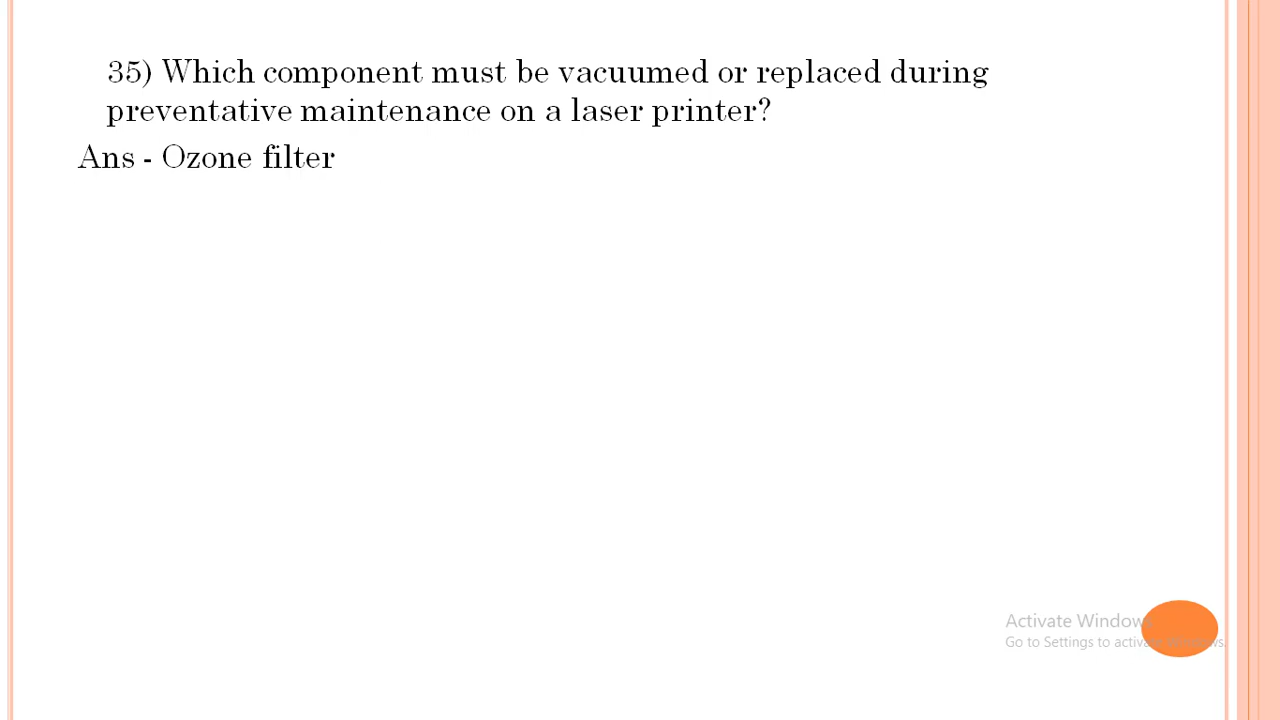 35) Which component must be vacuumed or replaced during
preventative maintenance on a laser printer?
Ans - Ozone filter
Activate Windows
Go to Settings to activate Windows.